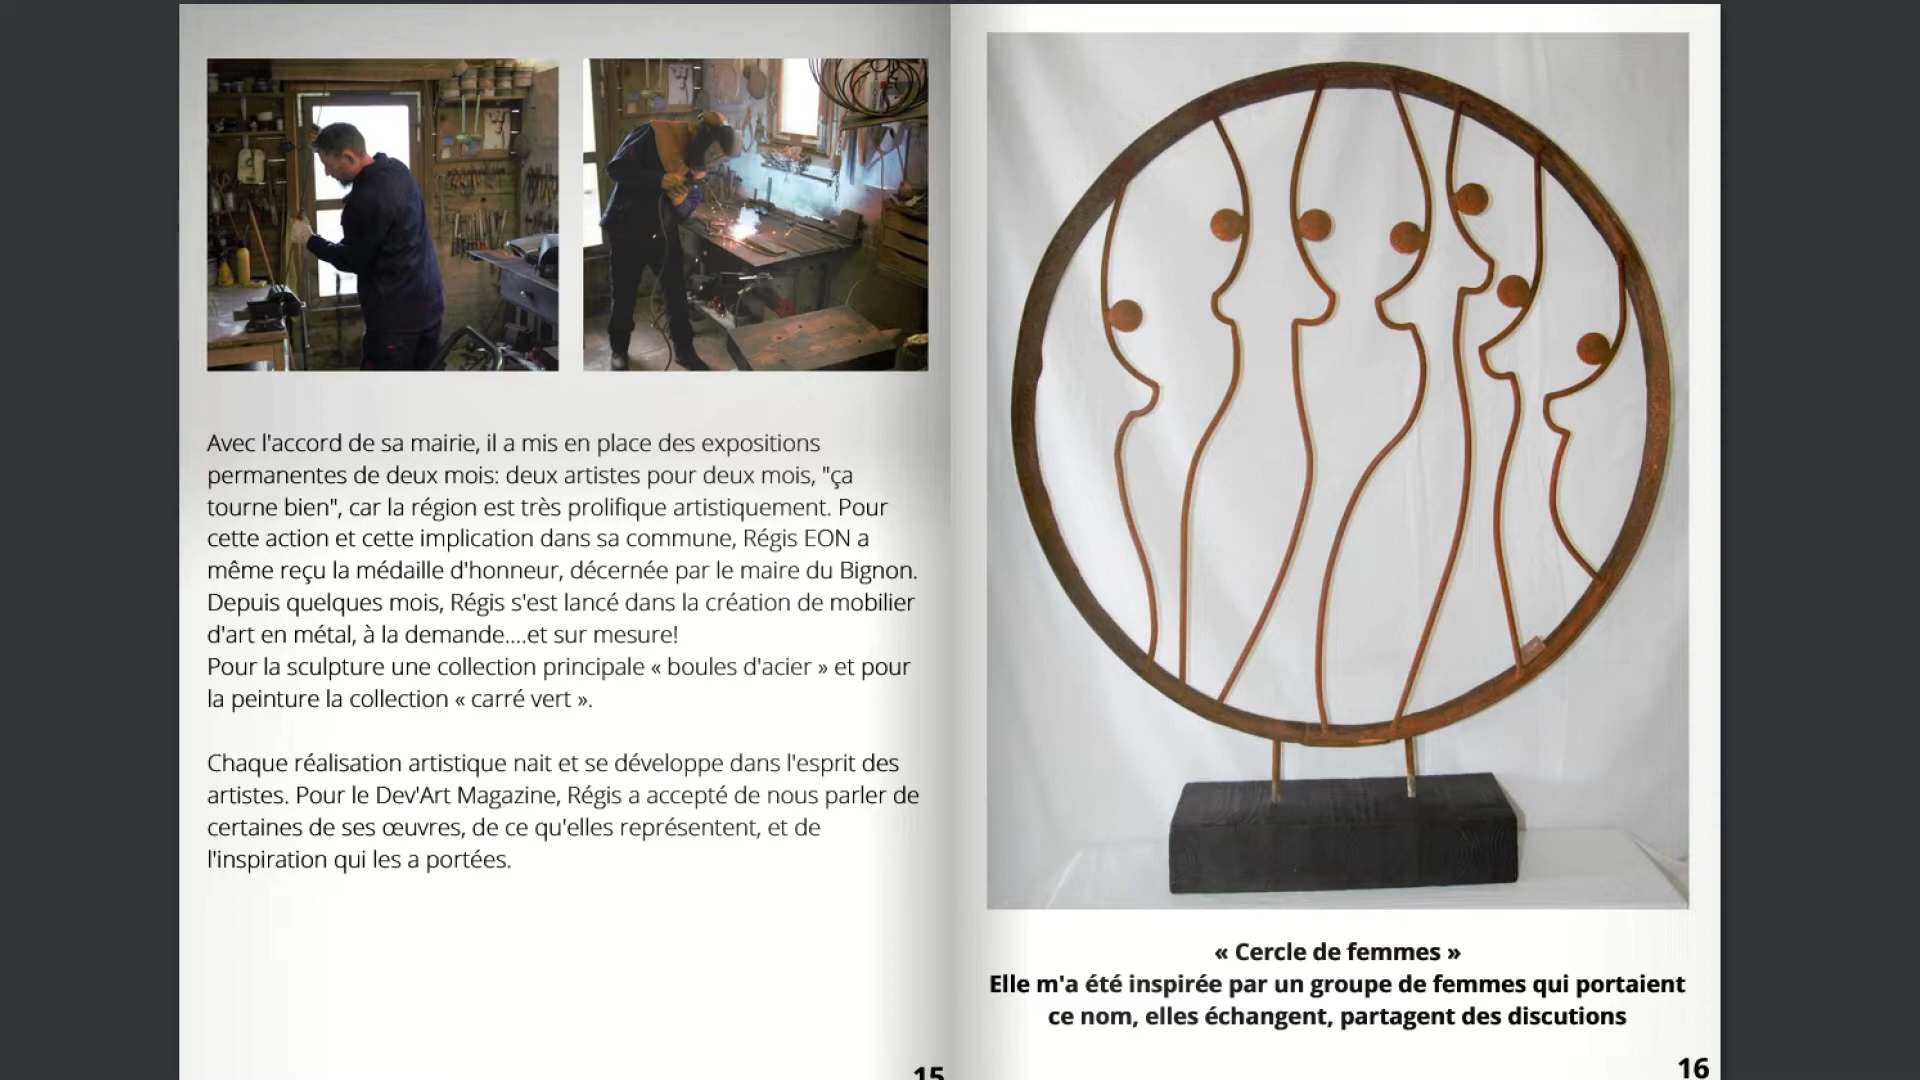 Avec l'accord de sa mairie, il a mis en place des expositions
permanentes de deux mois: deux artistes pour deux mois, "ça
tourne bien", car la région est très prolifique artistiquement. Pour
cette action et cette implication dans sa commune, Régis EON a
même reçu la médaille d'honneur, décernée par le maire du Bignon.
Depuis quelques mois, Régis s'est lancé dans la création de mobilier
d'art en métal, à la demande....et sur mesure!
Pour la sculpture une collection principale « boules d'acier » et pour
la peinture la collection « carré vert ».
Chaque réalisation artistique nait et se développe dans l'esprit des
artistes. Pour le Dev'Art Magazine, Régis a accepté de nous parler de
certaines de ses œuvres, de ce qu'elles représentent, et de
l'inspiration qui les a portées.
15
« Cercle de femmes »
Elle m'a été inspirée par un groupe de femmes qui portaient
ce nom, elles échangent, partagent des discutions
16